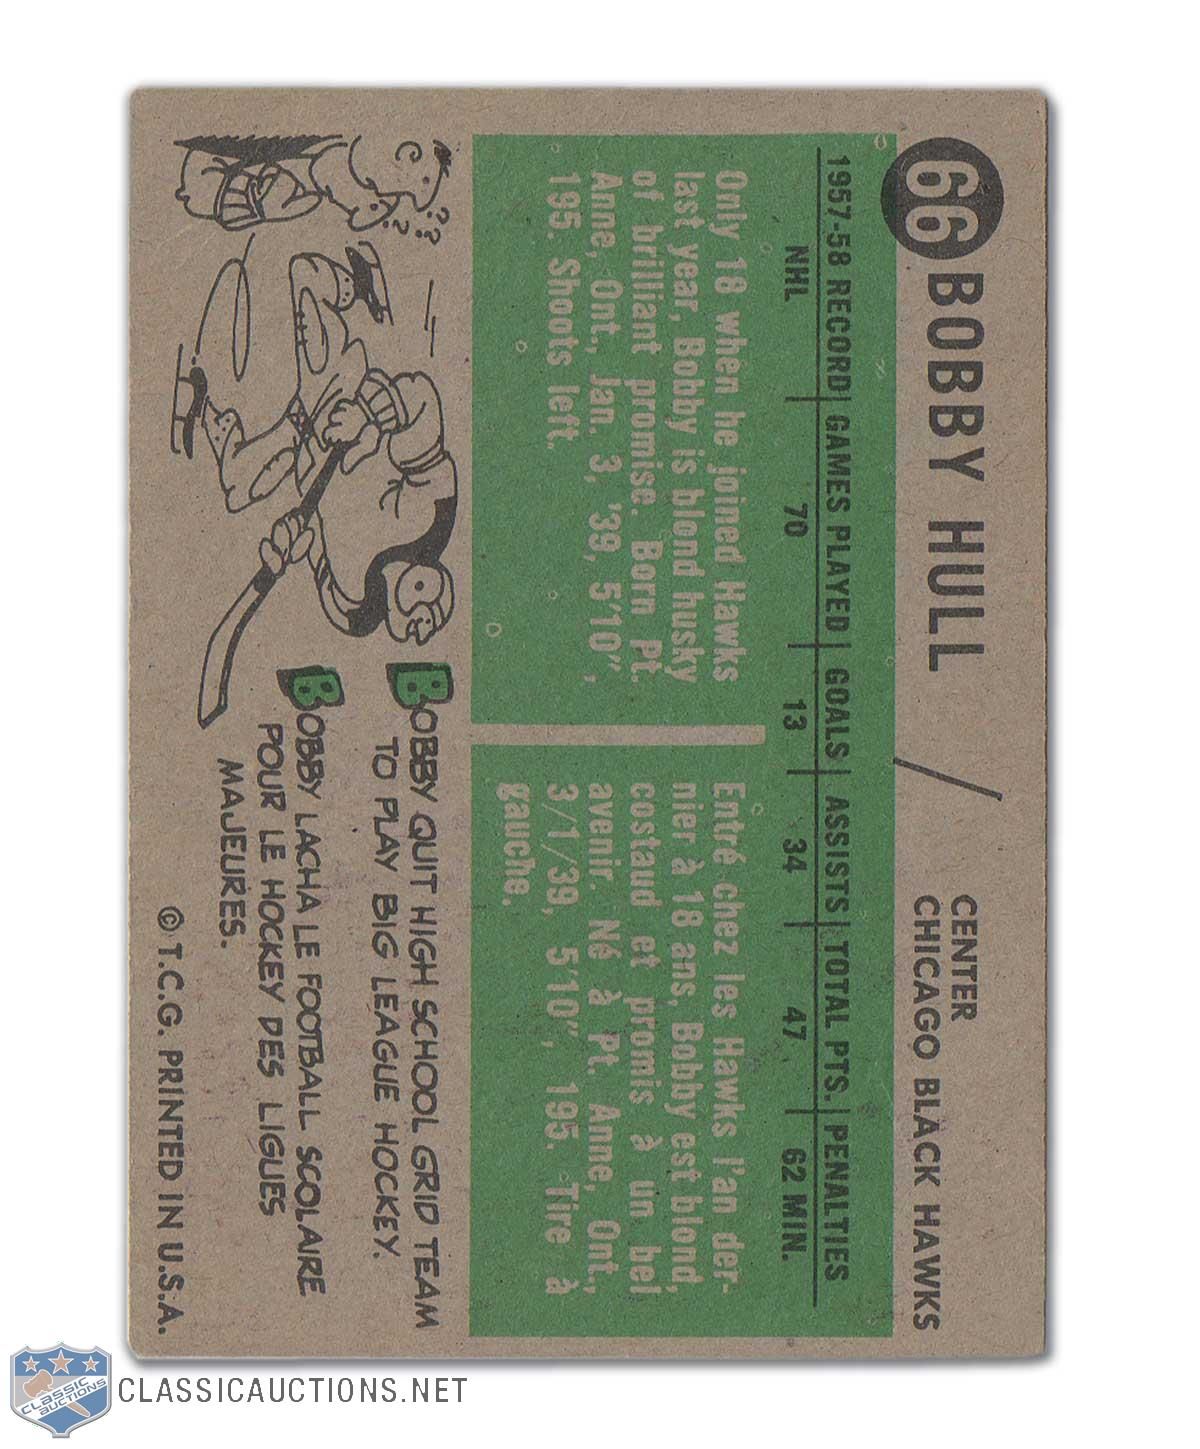 66 BOBBY HULL / CENTER
CHICAGO BLACK HAWKS
1957-58 RECORD GAMES PLAYED GOALS ASSISTS TOTAL PTS. PENALTIES
NHL 70 13 34 47 62 MIN.
Only 18 when he joined Hawks
last year, Bobby is blond husky
of brilliant promise. Born Pt.
Anne, Ont., Jan. 3, '39, 5'10",
195. Shoots left.
Entré chez les Hawks l'an der-
nier à 18 ans, Bobby est blond,
costaud et promis à un bel
avenir. Né à Pt. Anne, Ont.,
3/1/39, 5'10", 195. Tire à
gauche.
? ? ? ?
BOBBY QUIT HIGH SCHOOL GRID TEAM
TO PLAY BIG LEAGUE HOCKEY.
BOBBY LACHA LE FOOTBALL SCOLAIRE
POUR LE HOCKEY DES LIGUES
MAJEURES.
© T.C.G. PRINTED IN U.S.A.
CLASSIC
AUCTIONS
CLASSICAUCTIONS.NET